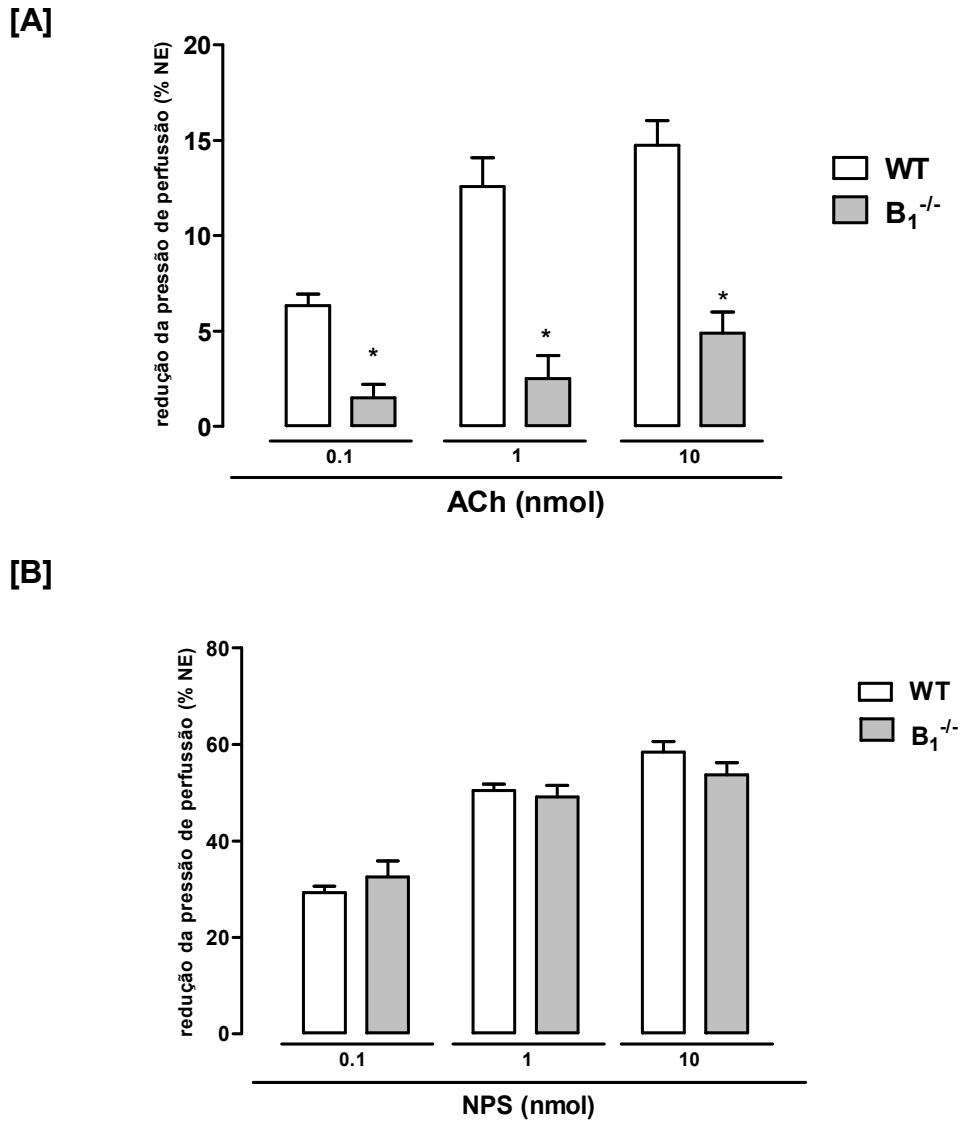 [A]
redução da pressão de perfussão (% NE)
20
15
10
5
0
*
*
*
WT
B₁⁻/⁻
0.1
1
10
ACh (nmol)
[B]
redução da pressão de perfussão (% NE)
80
60
40
20
0
WT
B₁⁻/⁻
0.1
1
10
NPS (nmol)